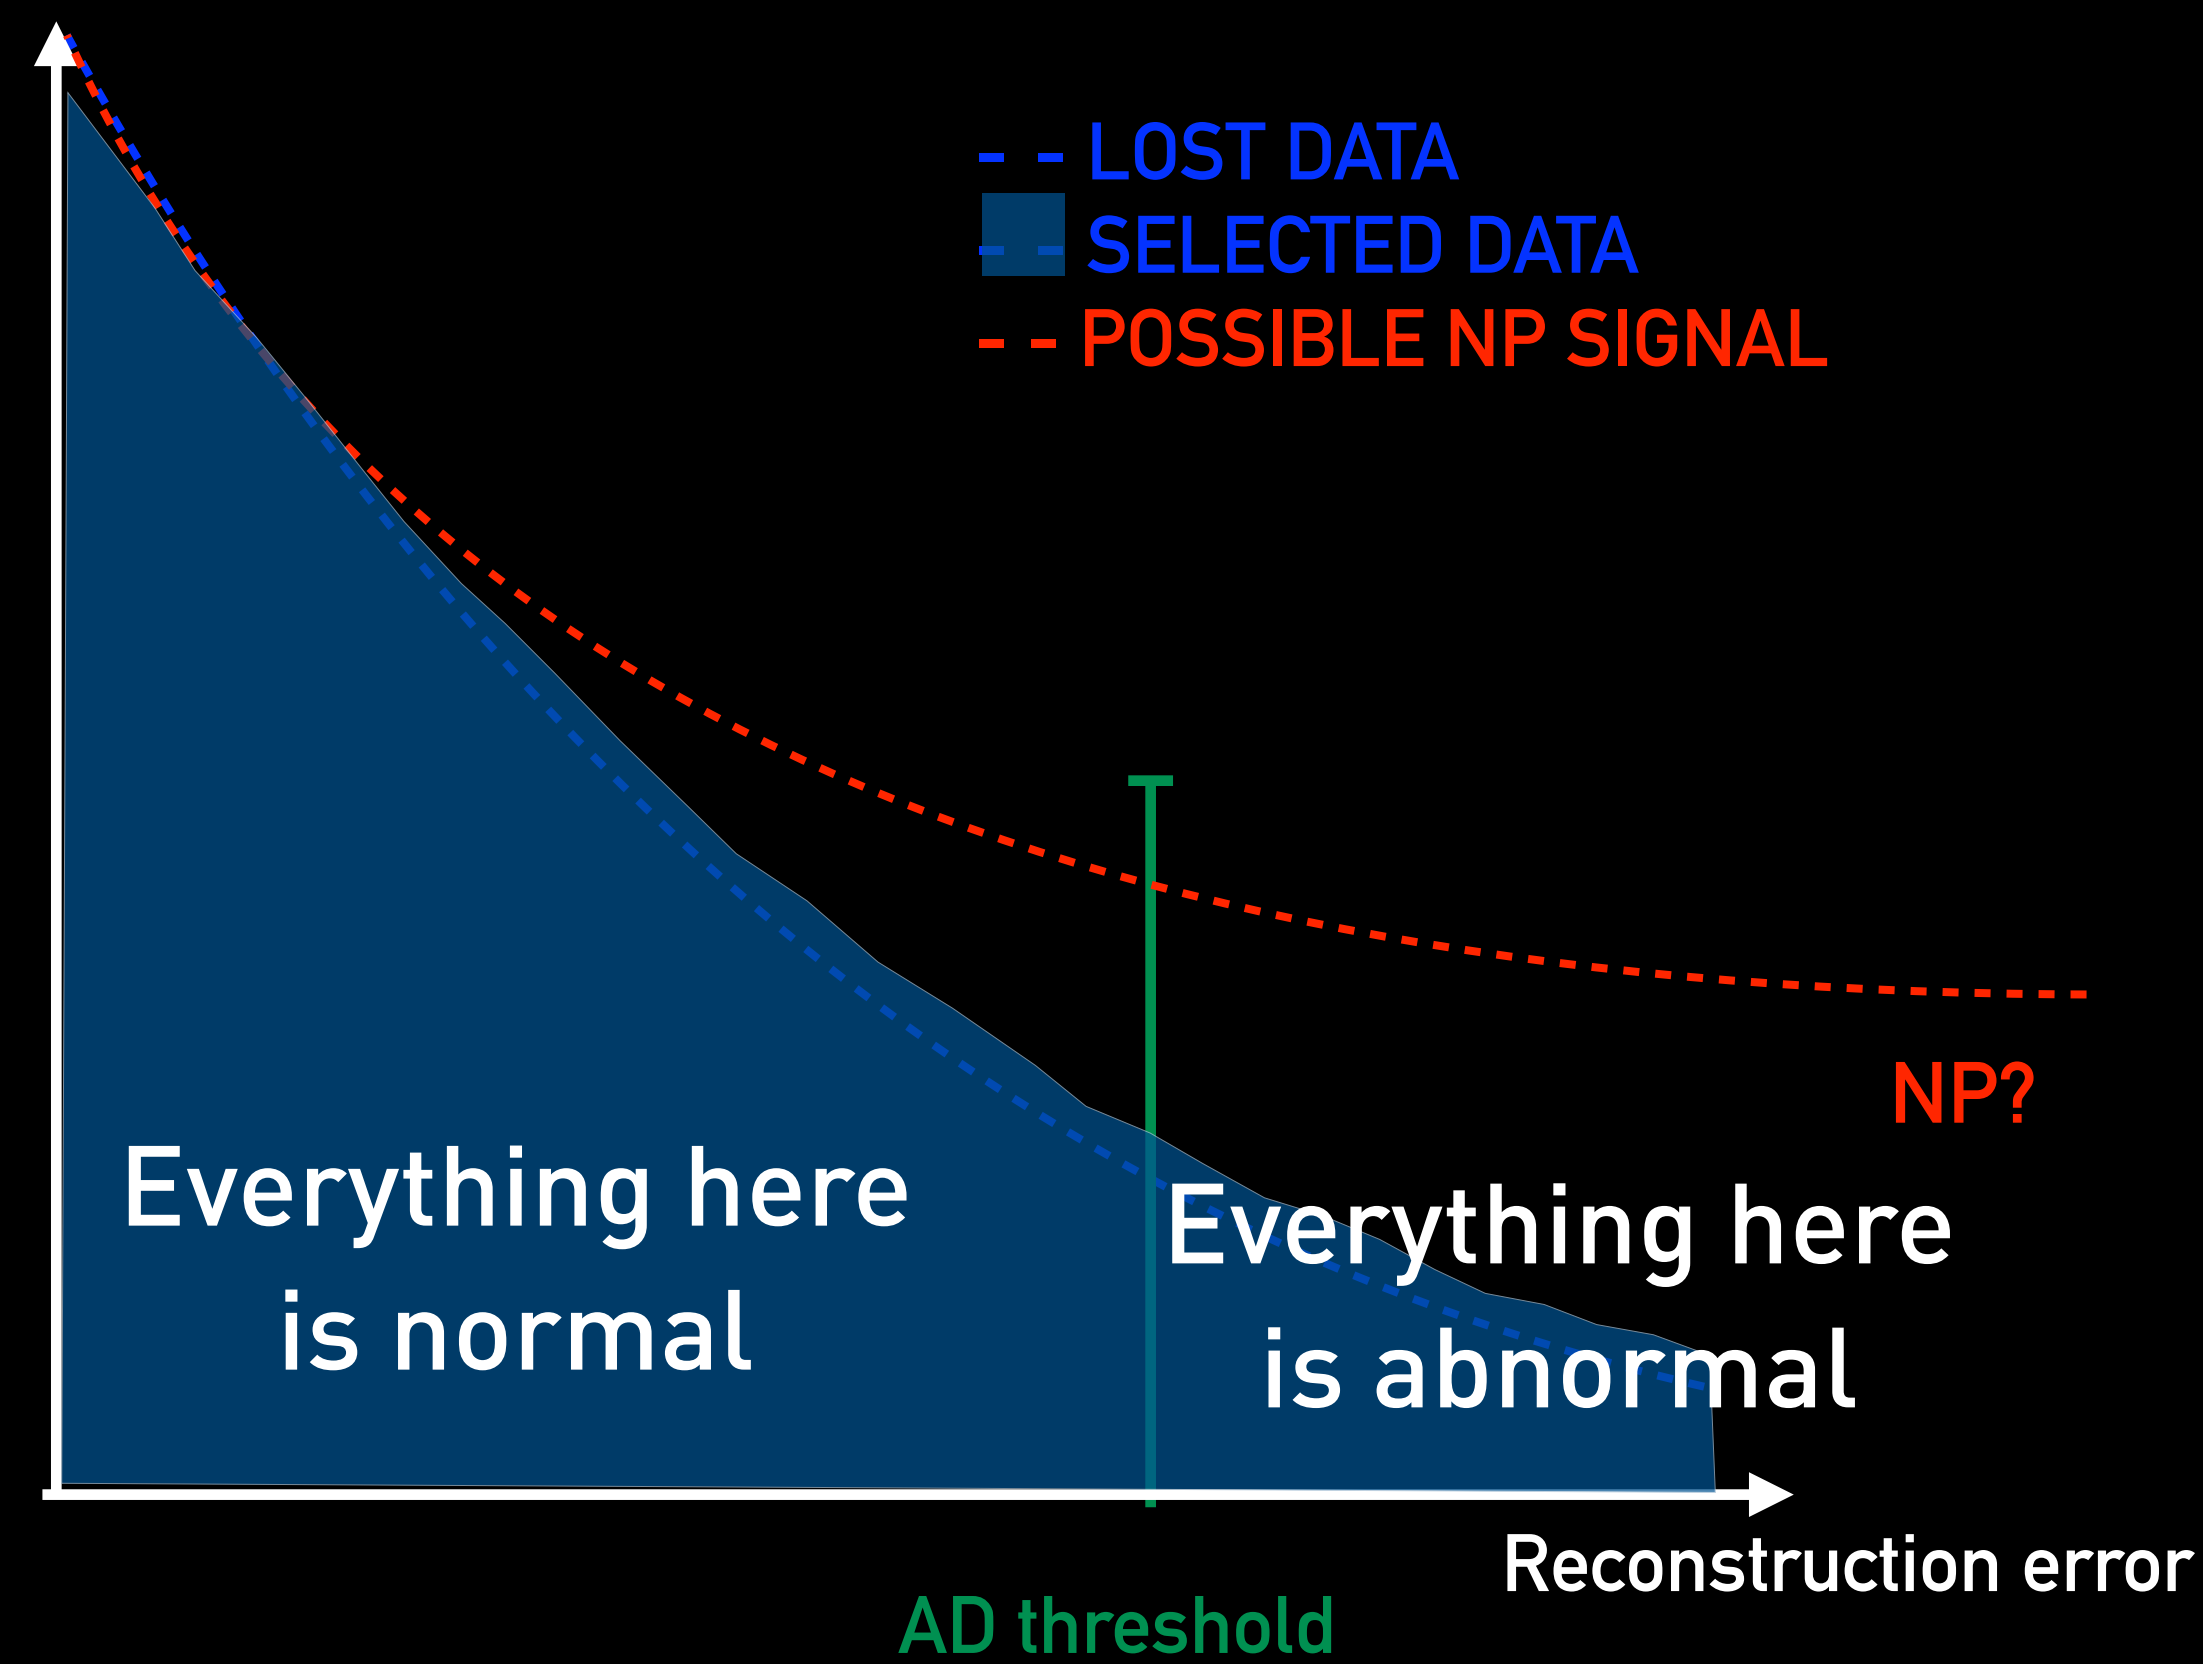 LOST DATA
SELECTED DATA
POSSIBLE NP SIGNAL
NP?
Everything here
is normal
Everything here
is abnormal
Reconstruction error
AD threshold